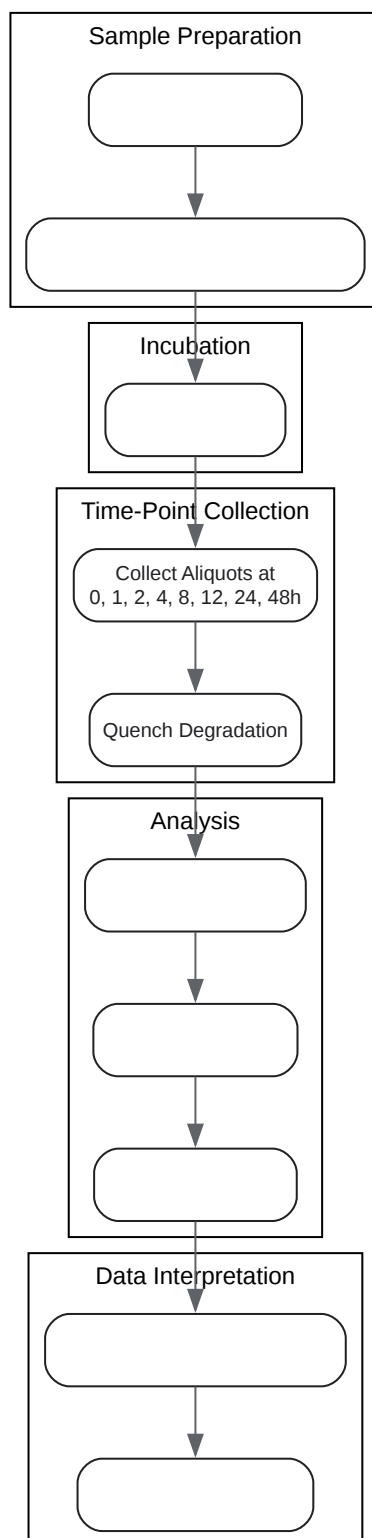 Sample Preparation
Incubation
Time-Point Collection
Collect Aliquots at
0, 1, 2, 4, 8, 12, 24, 48h
Quench Degradation
Analysis
Data Interpretation